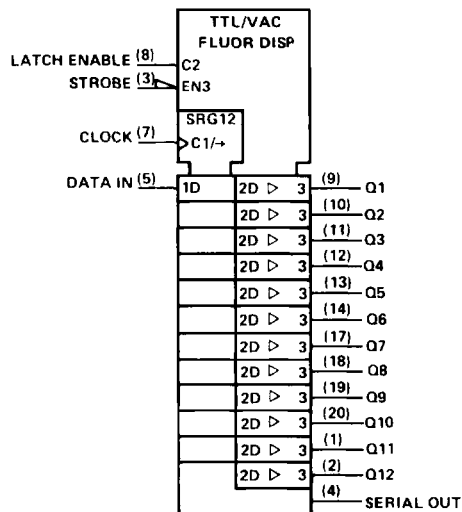 TTL/VAC
FLUOR DISP
LATCH ENABLE (8) C2
STROBE (3) EN3
SRG12
CLOCK (7) C1/→
DATA IN (5) 1D 2D ▷ 3 (9) Q1
2D ▷ 3 (10) Q2
2D ▷ 3 (11) Q3
2D ▷ 3 (12) Q4
2D ▷ 3 (13) Q5
2D ▷ 3 (14) Q6
2D ▷ 3 (17) Q7
2D ▷ 3 (18) Q8
2D ▷ 3 (19) Q9
2D ▷ 3 (20) Q10
2D ▷ 3 (1) Q11
2D ▷ 3 (2) Q12
(4) SERIAL OUT